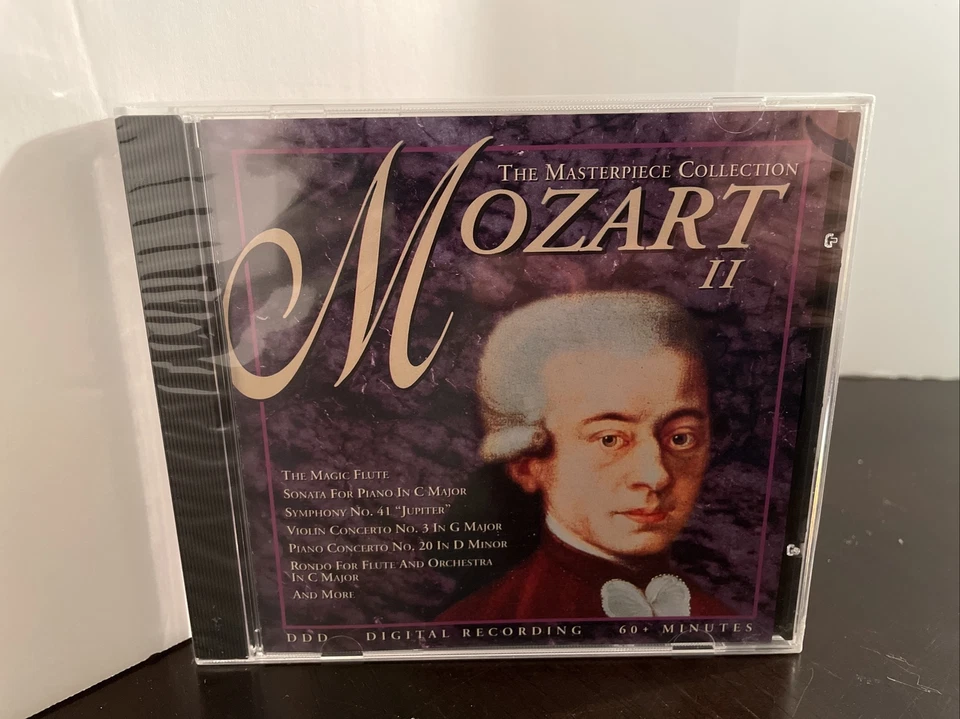 THE MASTERPIECE COLLECTION
MOZART
II
THE MAGIC FLUTE
SONATA FOR PIANO IN C MAJOR
SYMPHONY NO. 41 "JUPITER"
VIOLIN CONCERTO NO. 3 IN G MAJOR
PIANO CONCERTO NO. 20 IN D MINOR
RONDO FOR FLUTE AND ORCHESTRA
IN C MAJOR
AND MORE
DDD DIGITAL RECORDING 60+ MINUTES